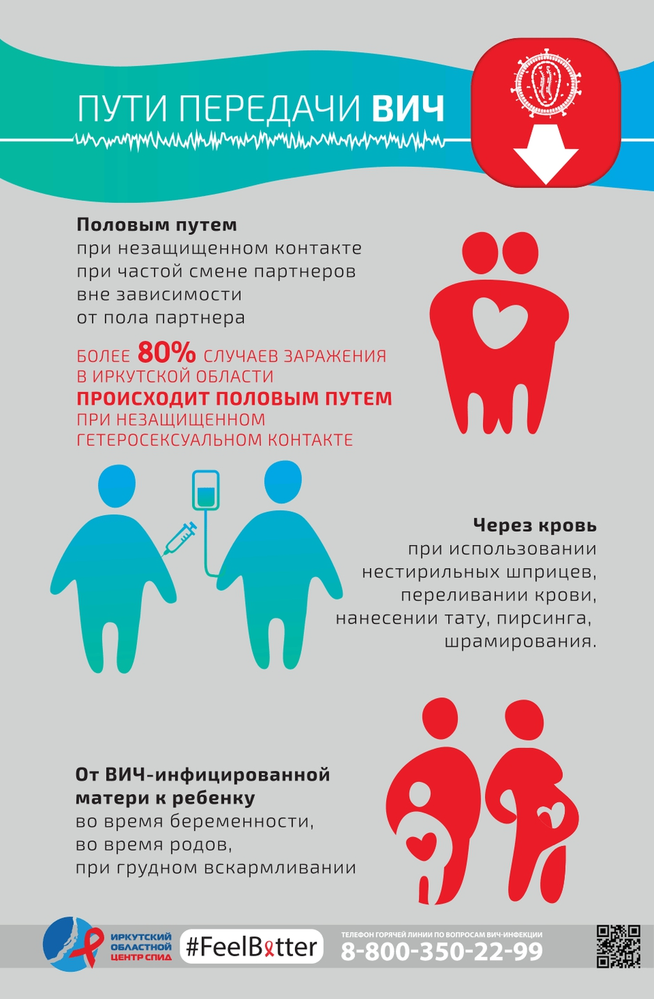 ПУТИ ПЕРЕДАЧИ ВИЧ
Половым путем
при незащищенном контакте
при частой смене партнеров
вне зависимости
от пола партнера
БОЛЕЕ 80% СЛУЧАЕВ ЗАРАЖЕНИЯ
В ИРКУТСКОЙ ОБЛАСТИ
ПРОИСХОДИТ ПОЛОВЫМ ПУТЕМ
ПРИ НЕЗАЩИЩЕННОМ
ГЕТЕРОСЕКСУАЛЬНОМ КОНТАКТЕ
Через кровь
при использовании
нестирильных шприцев,
переливании крови,
нанесении тату, пирсинга,
шрамирования.
От ВИЧ-инфицированной
матери к ребенку
во время беременности,
во время родов,
при грудном вскармливании
ИРКУТСКИЙ
ОБЛАСТНОЙ
ЦЕНТР СПИД
#FeelBetter
ТЕЛЕФОН ГОРЯЧЕЙ ЛИНИИ ПО ВОПРОСАМ ВИЧ-ИНФЕКЦИИ
8-800-350-22-99